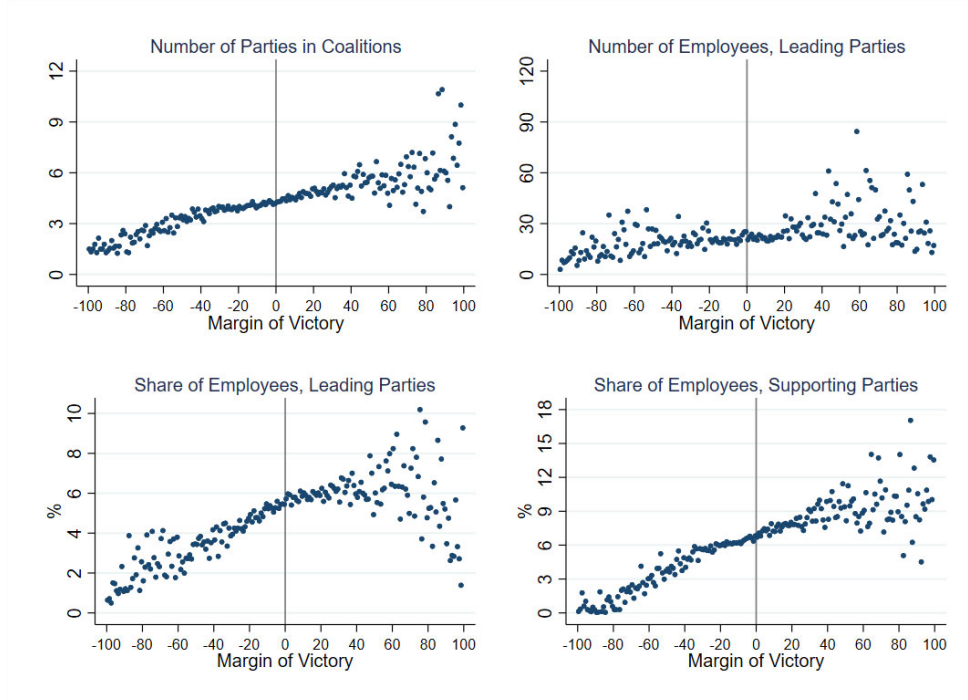 Number of Parties in Coalitions
12
9
6
3
0
-100 -80 -60 -40 -20 0 20 40 60 80 100
Margin of Victory
Number of Employees, Leading Parties
120
90
60
30
0
-100 -80 -60 -40 -20 0 20 40 60 80 100
Margin of Victory
Share of Employees, Leading Parties
%
10
8
6
4
2
0
-100 -80 -60 -40 -20 0 20 40 60 80 100
Margin of Victory
Share of Employees, Supporting Parties
%
18
15
12
9
6
3
0
-100 -80 -60 -40 -20 0 20 40 60 80 100
Margin of Victory